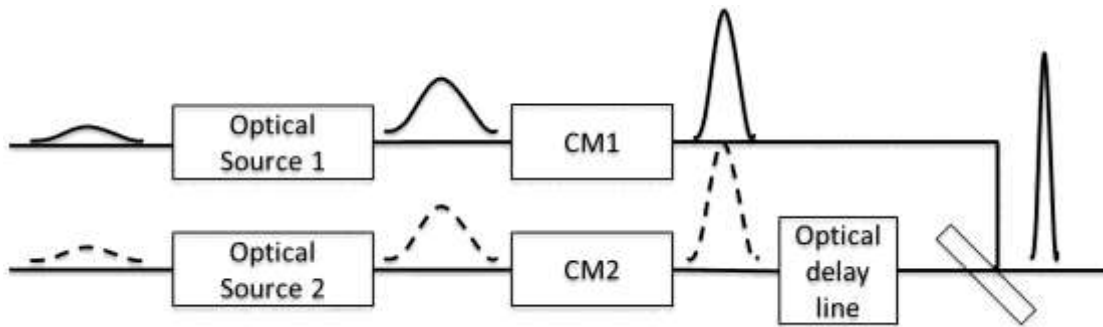 Optical
Source 1
CM1
Optical
Source 2
CM2
Optical
delay
line